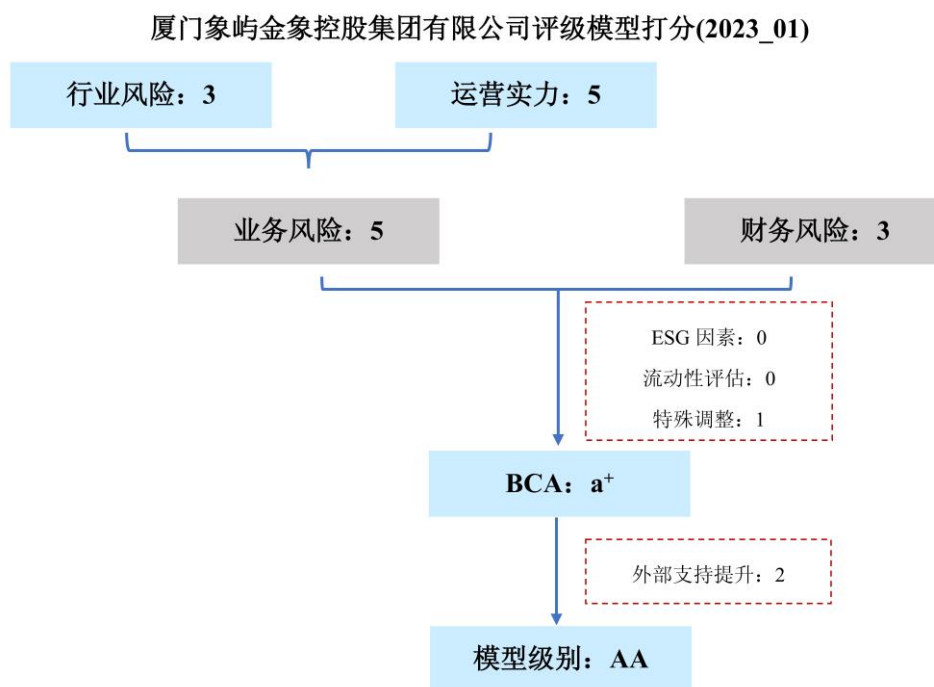 厦门象屿金象控股集团有限公司评级模型打分(2023_01)
行业风险：3
运营实力：5
业务风险：5
财务风险：3
ESG 因素：0
流动性评估：0
特殊调整：1
BCA：a⁺
外部支持提升：2
模型级别：AA